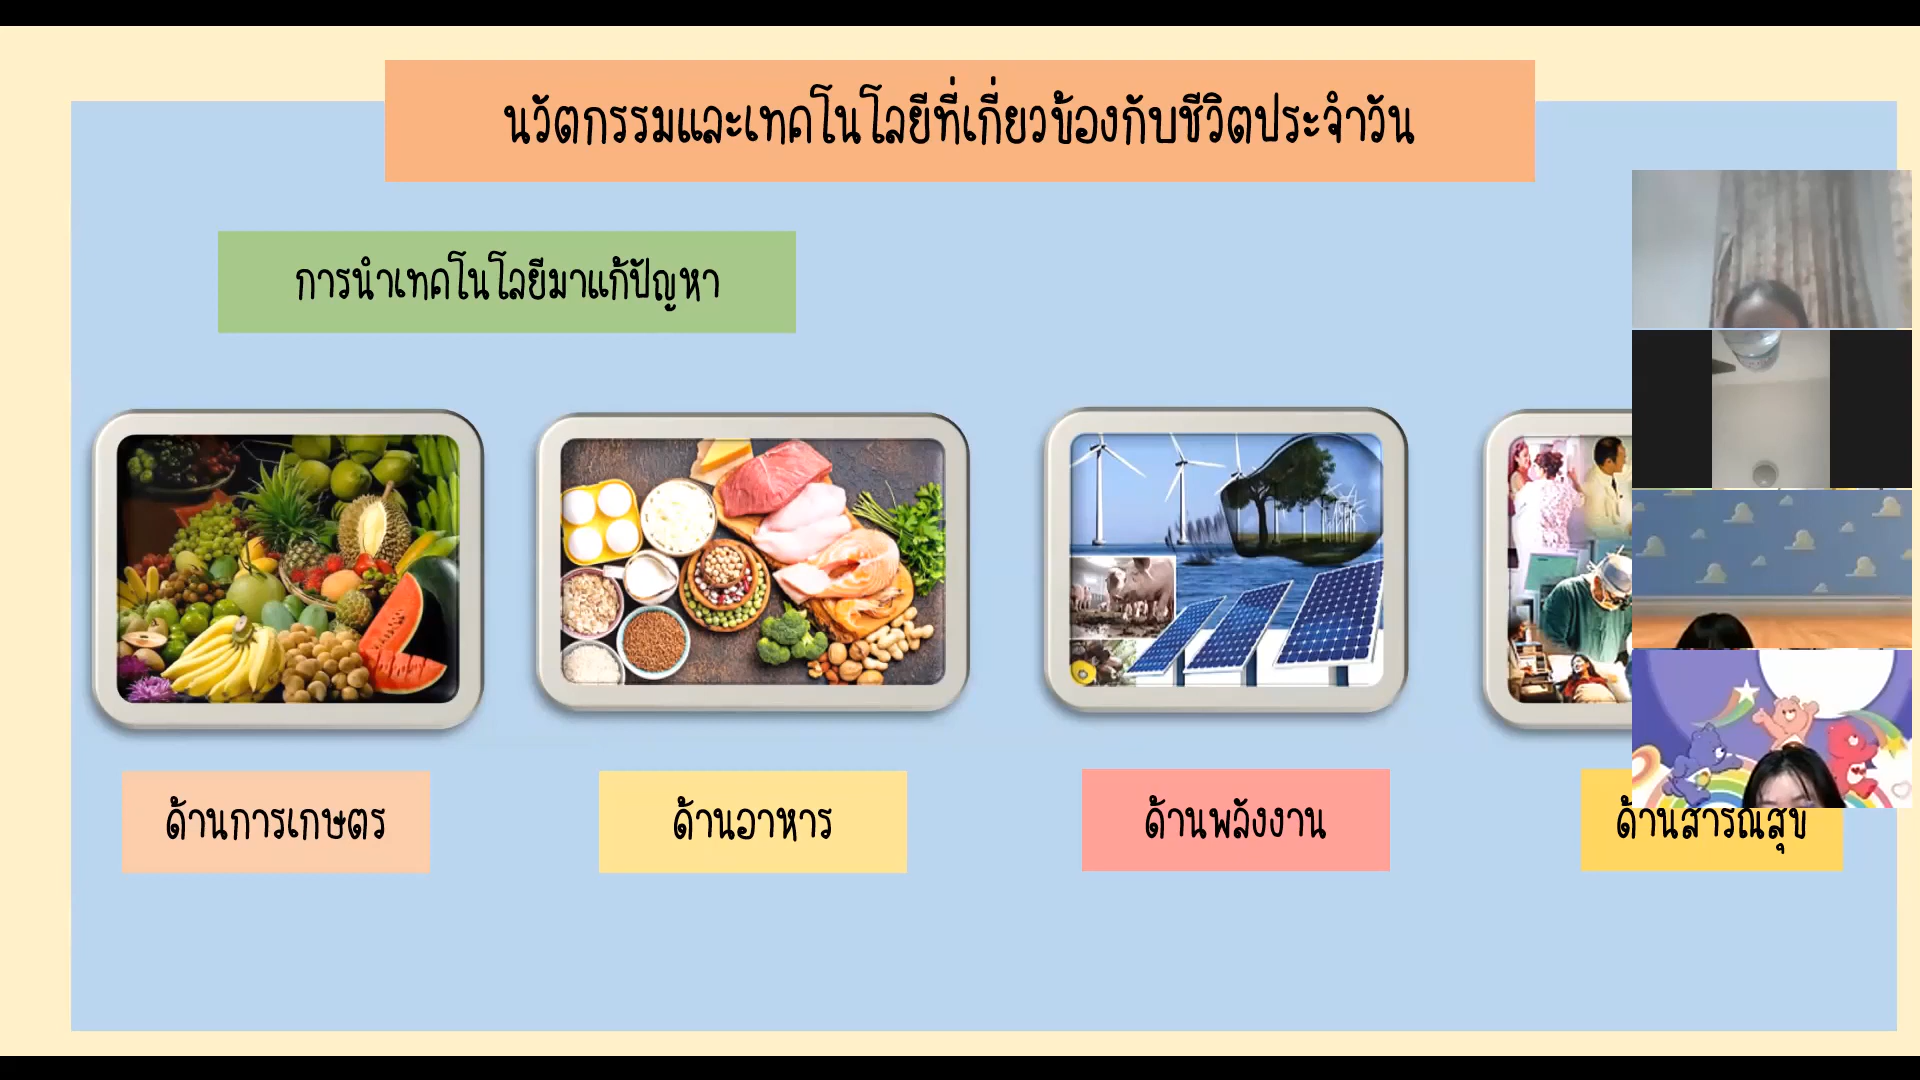 นวัตกรรมและเทคโนโลยีที่เกี่ยวข้องกับชีวิตประจำวัน
การนำเทคโนโลยีมาแก้ปัญหา
ด้านการเกษตร
ด้านอาหาร
ด้านพลังงาน
ด้านสารณสุข